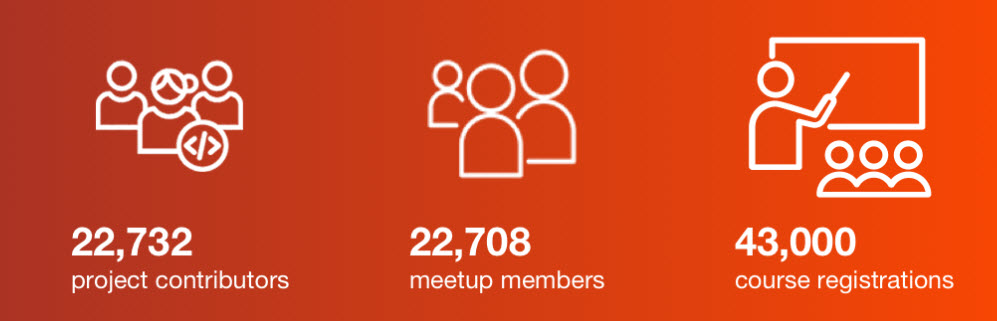 22,732
project contributors
22,708
meetup members
43,000
course registrations